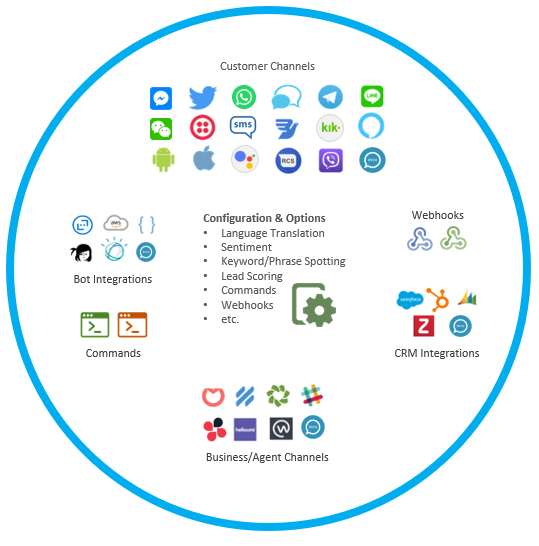 Customer Channels
LINE
sms
kik
RCS
Webhooks
Configuration & Options
• Language Translation
• Sentiment
• Keyword/Phrase Spotting
• Lead Scoring
• Commands
• Webhooks
• etc.
aws
{ }
Bot Integrations
salesforce
Z
Commands
CRM Integrations
Business/Agent Channels